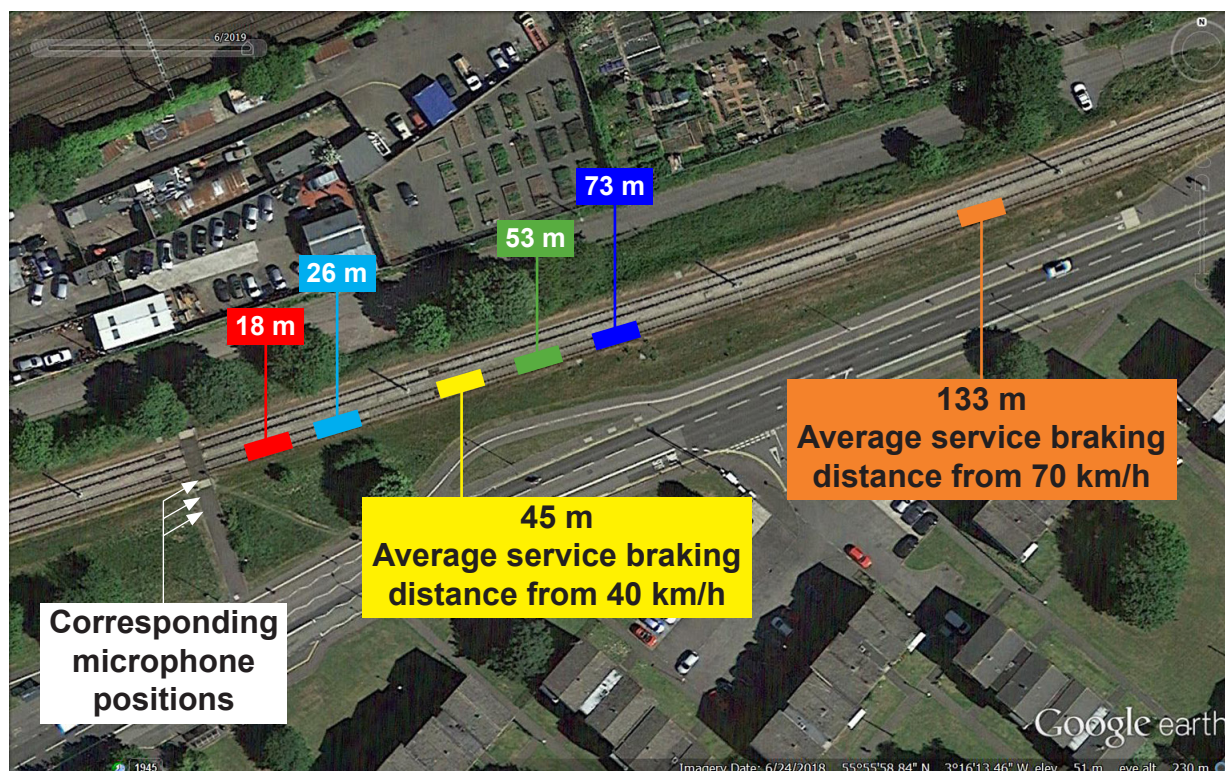 6/2019
N
73 m
53 m
26 m
18 m
133 m
Average service braking
distance from 70 km/h
45 m
Average service braking
distance from 40 km/h
Corresponding
microphone
positions
Google earth
1945
Imagery Date: 6/24/2018 55°55'58.84" N 3°16'13.46" W elev 51 m eye alt 230 m